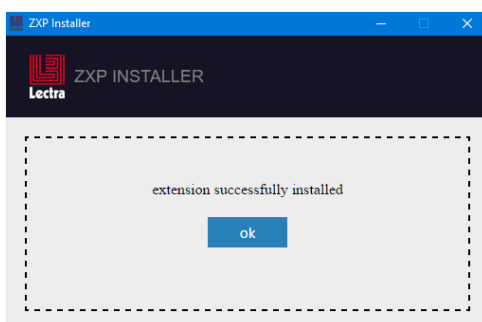 ZXP Installer
Lectra
ZXP INSTALLER
extension successfully installed
ok